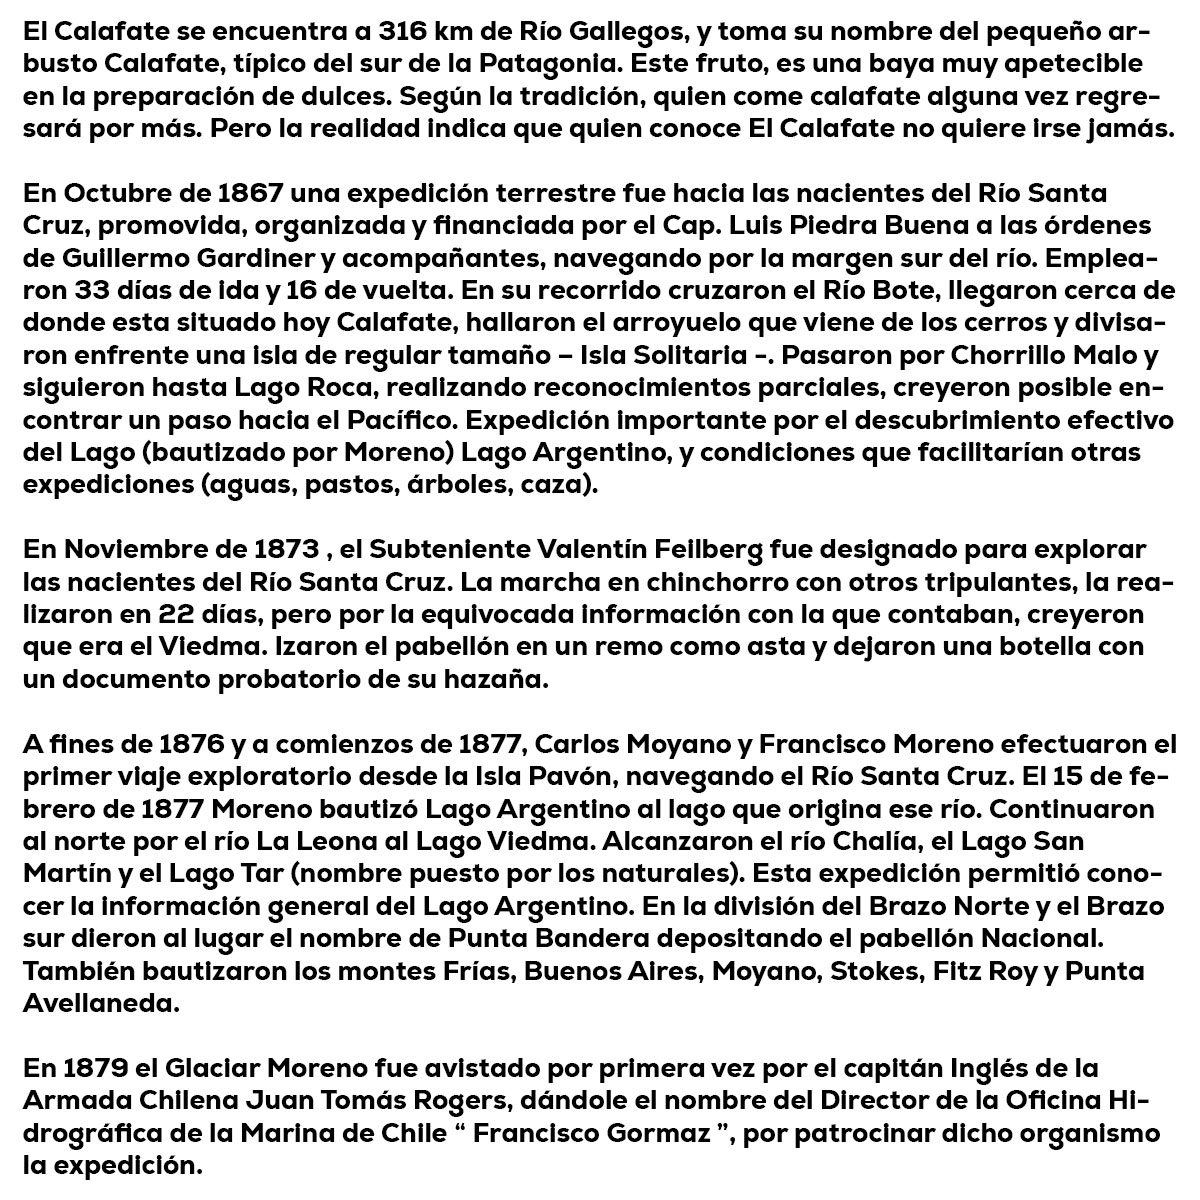 El Calafate se encuentra a 316 km de Río Gallegos, y toma su nombre del pequeño ar-
busto Calafate, típico del sur de la Patagonia. Este fruto, es una baya muy apetecible
en la preparación de dulces. Según la tradición, quien come calafate alguna vez regre-
sará por más. Pero la realidad indica que quien conoce El Calafate no quiere irse jamás.

En Octubre de 1867 una expedición terrestre fue hacia las nacientes del Río Santa
Cruz, promovida, organizada y financiada por el Cap. Luis Piedra Buena a las órdenes
de Guillermo Gardiner y acompañantes, navegando por la margen sur del río. Emplea-
ron 33 días de ida y 16 de vuelta. En su recorrido cruzaron el Río Bote, llegaron cerca de
donde esta situado hoy Calafate, hallaron el arroyuelo que viene de los cerros y divisa-
ron enfrente una isla de regular tamaño – Isla Solitaria -. Pasaron por Chorrillo Malo y
siguieron hasta Lago Roca, realizando reconocimientos parciales, creyeron posible en-
contrar un paso hacia el Pacífico. Expedición importante por el descubrimiento efectivo
del Lago (bautizado por Moreno) Lago Argentino, y condiciones que facilitarían otras
expediciones (aguas, pastos, árboles, caza).

En Noviembre de 1873 , el Subteniente Valentín Feilberg fue designado para explorar
las nacientes del Río Santa Cruz. La marcha en chinchorro con otros tripulantes, la rea-
lizaron en 22 días, pero por la equivocada información con la que contaban, creyeron
que era el Viedma. Izaron el pabellón en un remo como asta y dejaron una botella con
un documento probatorio de su hazaña.

A fines de 1876 y a comienzos de 1877, Carlos Moyano y Francisco Moreno efectuaron el
primer viaje exploratorio desde la Isla Pavón, navegando el Río Santa Cruz. El 15 de fe-
brero de 1877 Moreno bautizó Lago Argentino al lago que origina ese río. Continuaron
al norte por el río La Leona al Lago Viedma. Alcanzaron el río Chalía, el Lago San
Martín y el Lago Tar (nombre puesto por los naturales). Esta expedición permitió cono-
cer la información general del Lago Argentino. En la división del Brazo Norte y el Brazo
sur dieron al lugar el nombre de Punta Bandera depositando el pabellón Nacional.
También bautizaron los montes Frías, Buenos Aires, Moyano, Stokes, Fitz Roy y Punta
Avellaneda.

En 1879 el Glaciar Moreno fue avistado por primera vez por el capitán Inglés de la
Armada Chilena Juan Tomás Rogers, dándole el nombre del Director de la Oficina Hi-
drográfica de la Marina de Chile “ Francisco Gormaz ”, por patrocinar dicho organismo
la expedición.